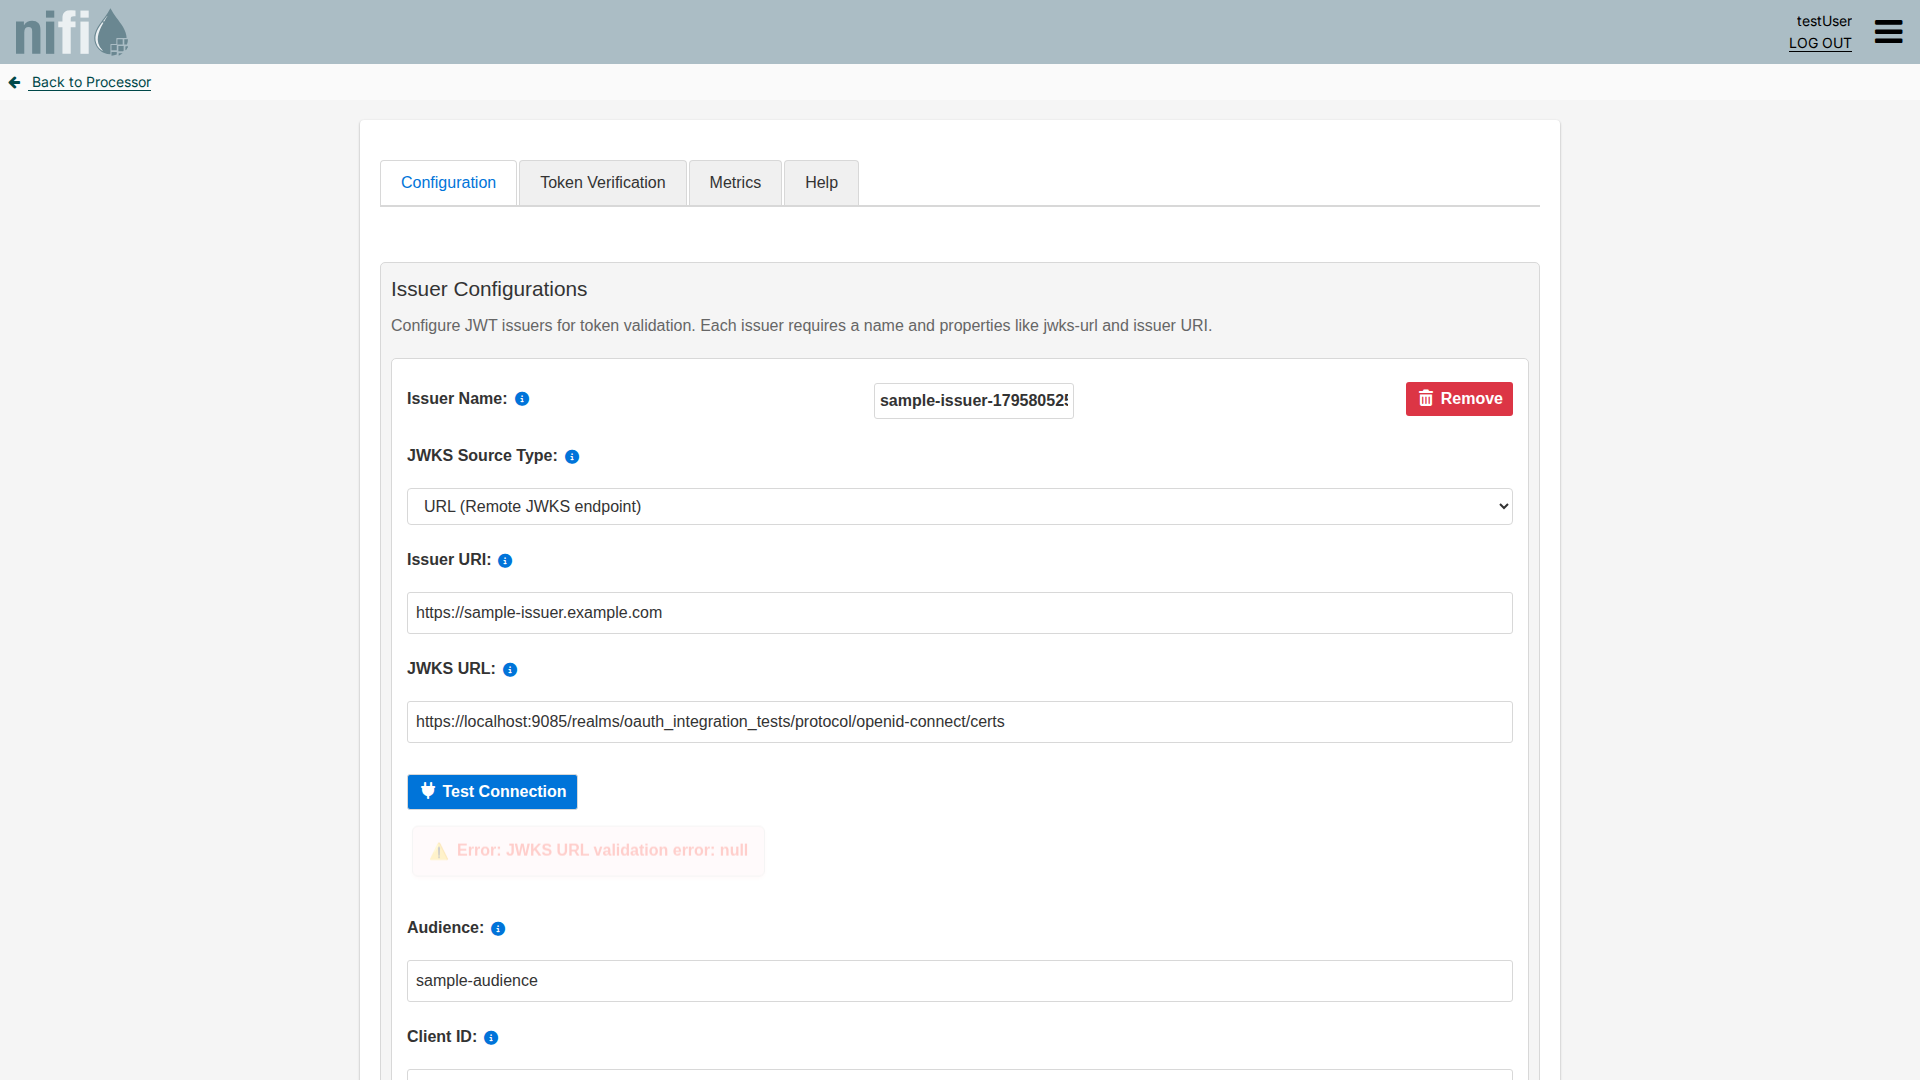 nifi
testUser
LOG OUT
Back to Processor
Configuration
Token Verification
Metrics
Help
Issuer Configurations
Configure JWT issuers for token validation. Each issuer requires a name and properties like jwks-url and issuer URI.
Issuer Name:
sample-issuer-179580525
Remove
JWKS Source Type:
URL (Remote JWKS endpoint)
Issuer URI:
https://sample-issuer.example.com
JWKS URL:
https://localhost:9085/realms/oauth_integration_tests/protocol/openid-connect/certs
Test Connection
Error: JWKS URL validation error: null
Audience:
sample-audience
Client ID: